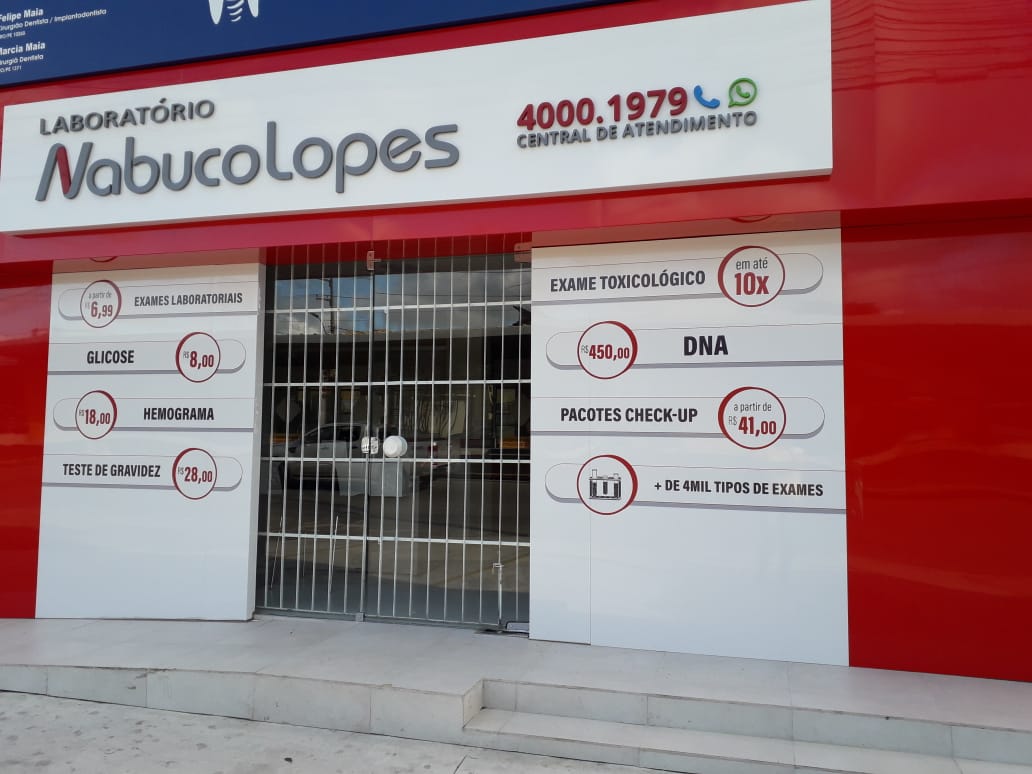 Felipe Maia
Cirurgião Dentista / Implantodontista
Marcia Maia
Cirurgiã Dentista
LABORATÓRIO
NabucoLopes
4000.1979
CENTRAL DE ATENDIMENTO
a partir de
R$ 6,99
EXAMES LABORATORIAIS
GLICOSE
R$ 8,00
R$ 18,00
HEMOGRAMA
TESTE DE GRAVIDEZ
R$ 28,00
EXAME TOXICOLÓGICO
em até
10x
R$ 450,00
DNA
PACOTES CHECK-UP
a partir de
R$ 41,00
+ DE 4MIL TIPOS DE EXAMES